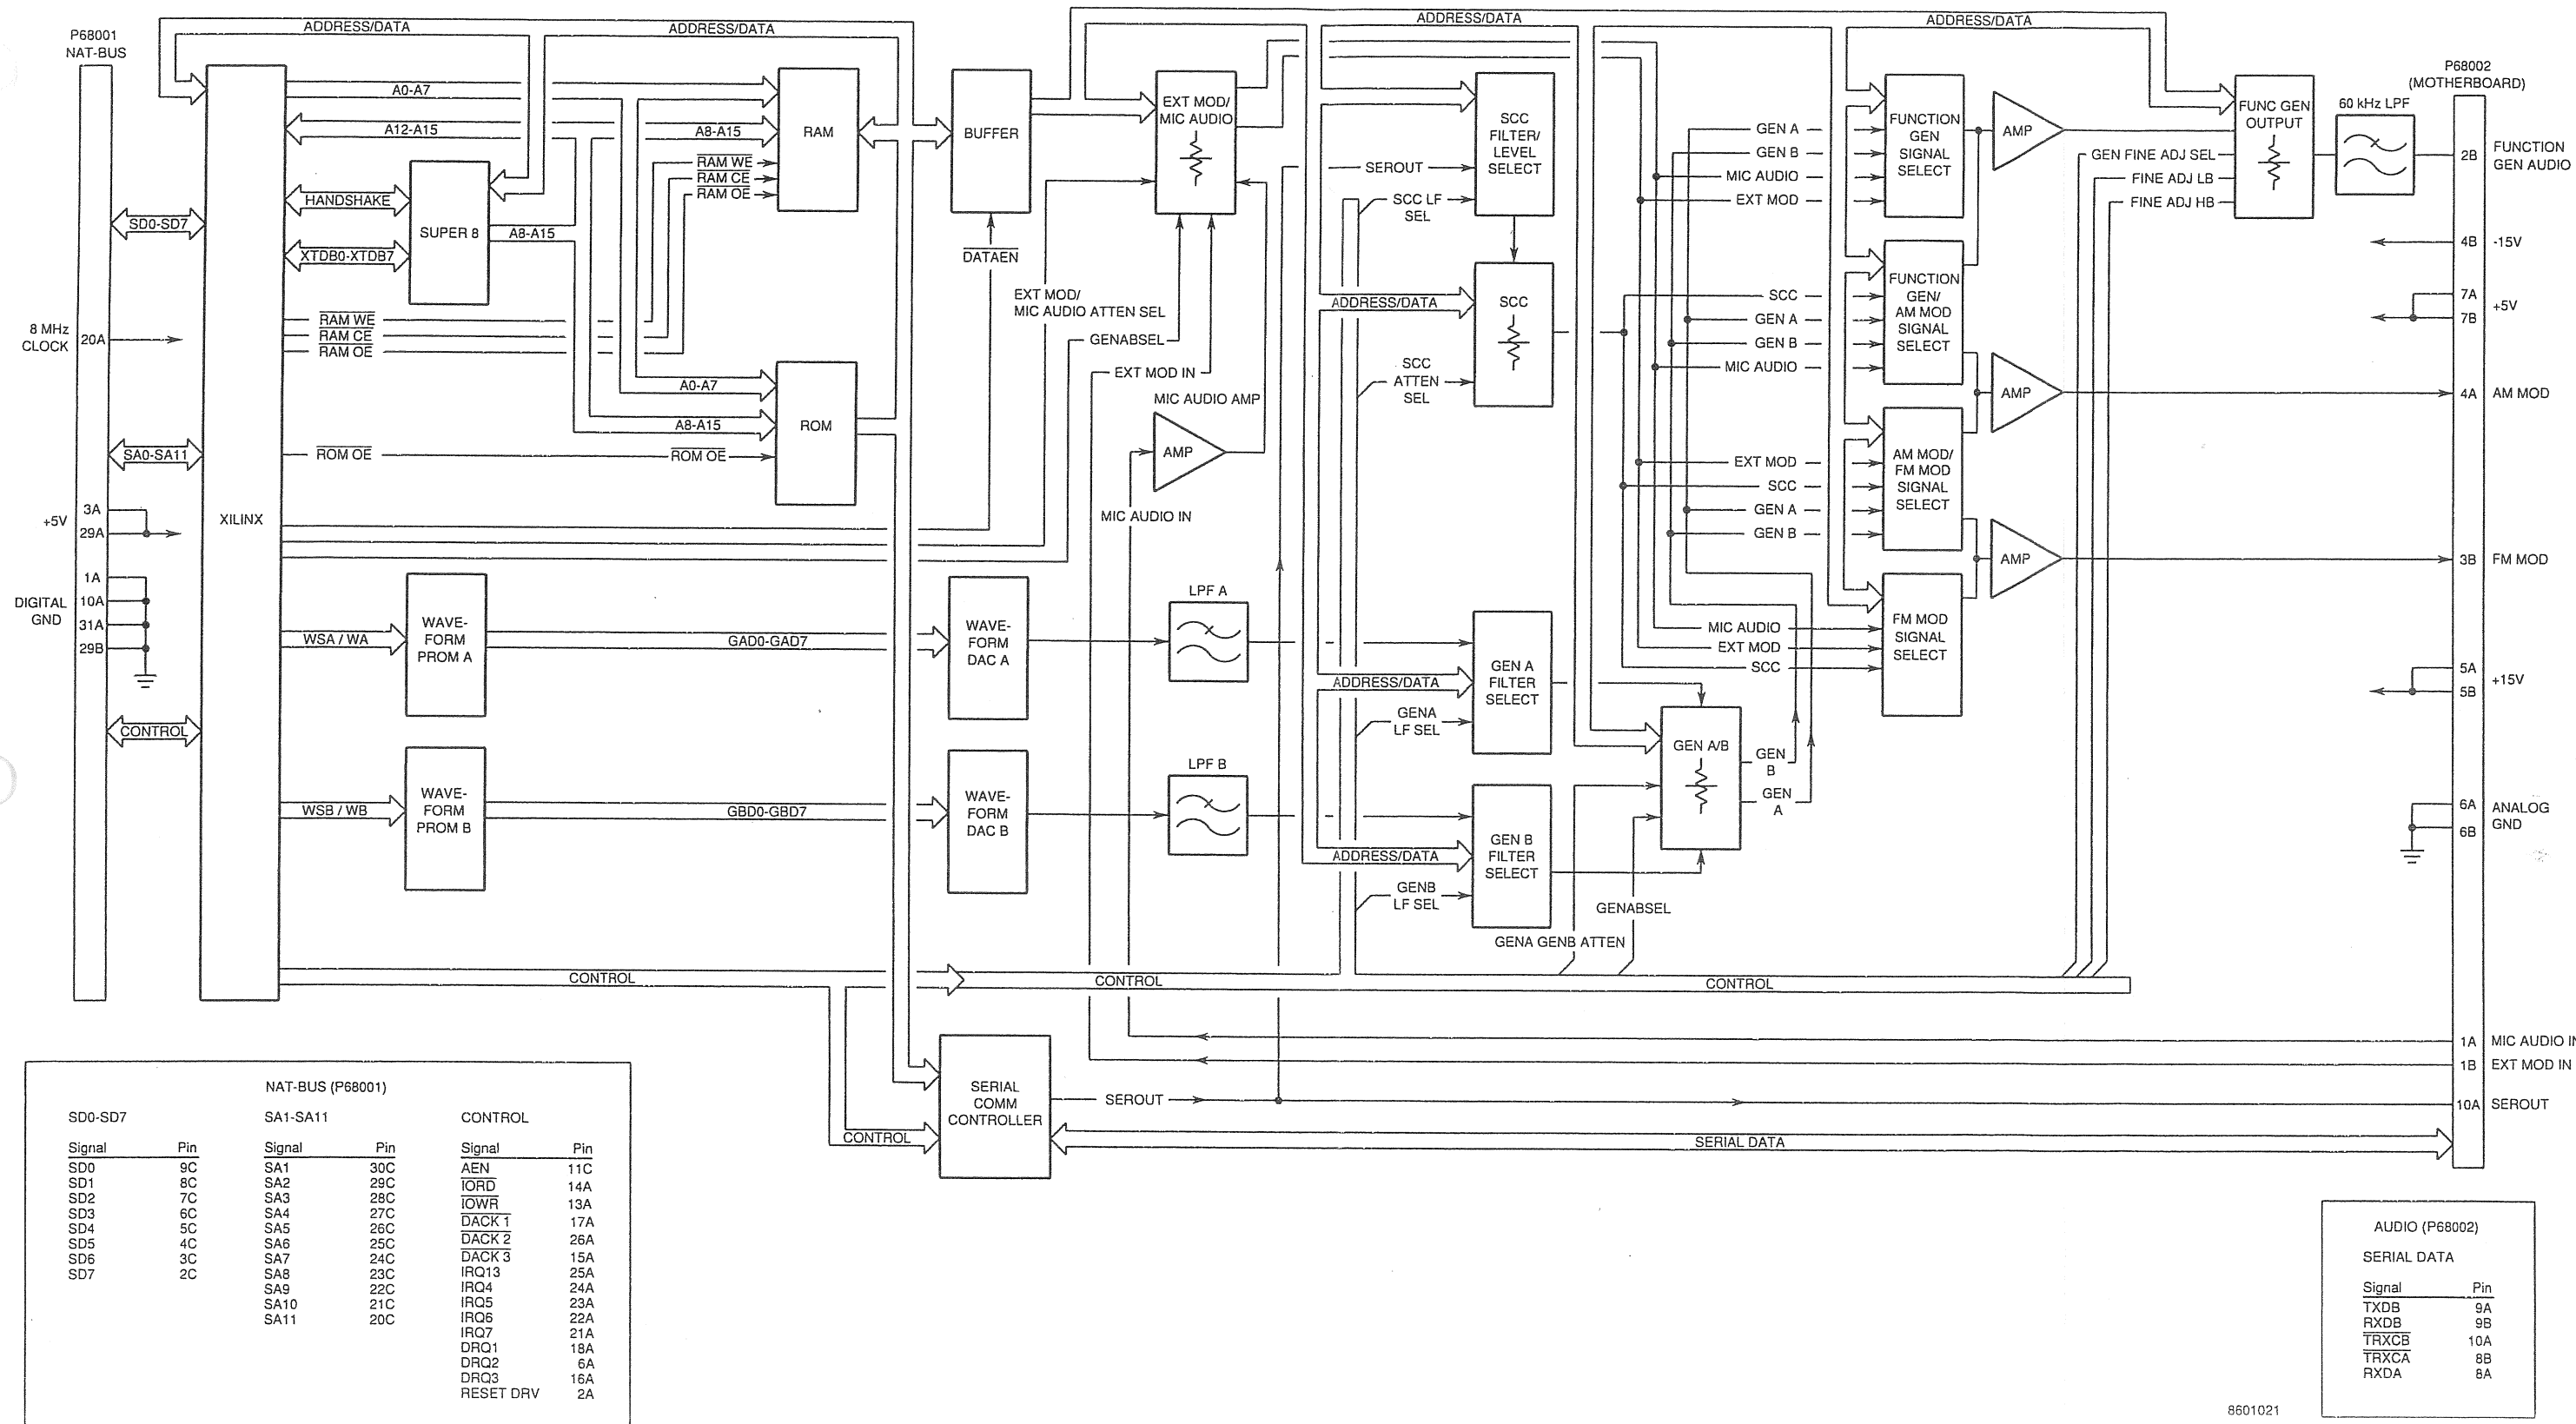 ADDRESS/DATA
ADDRESS/DATA
ADDRESS/DATA
ADDRESS/DATA
P68001
NAT-BUS
P68002
(MOTHERBOARD)
A0-A7
A12-A15
A8-A15
RAM WE
RAM CE
RAM OE
RAM
BUFFER
DATAEN
HANDSHAKE
SUPER 8
A8-A15
XTDB0-XTDB7
SD0-SD7
8 MHz
CLOCK
20A
RAM WE
RAM CE
RAM OE
A0-A7
A8-A15
ROM
ROM OE
ROM OE
SA0-SA11
+5V
3A
29A
XILINX
DIGITAL
GND
1A
10A
31A
29B
CONTROL
WSA / WA
WAVE-
FORM
PROM A
GAD0-GAD7
WAVE-
FORM
DAC A
LPF A
WSB / WB
WAVE-
FORM
PROM B
GBD0-GBD7
WAVE-
FORM
DAC B
LPF B
EXT MOD/
MIC AUDIO
EXT MOD/
MIC AUDIO ATTEN SEL
GENABSEL
EXT MOD IN
MIC AUDIO AMP
AMP
MIC AUDIO IN
SCC
FILTER/
LEVEL
SELECT
SEROUT
SCC LF
SEL
ADDRESS/DATA
SCC
SCC
ATTEN
SEL
GEN A
FILTER
SELECT
ADDRESS/DATA
GENA
LF SEL
GEN B
FILTER
SELECT
ADDRESS/DATA
GENB
LF SEL
GEN A/B
GEN
B
GEN
A
GENABSEL
GENA GENB ATTEN
GEN A
GEN B
MIC AUDIO
EXT MOD
FUNCTION
GEN
SIGNAL
SELECT
AMP
SCC
GEN A
GEN B
MIC AUDIO
FUNCTION
GEN/
AM MOD
SIGNAL
SELECT
AMP
EXT MOD
SCC
GEN A
GEN B
AM MOD/
FM MOD
SIGNAL
SELECT
AMP
MIC AUDIO
EXT MOD
SCC
FM MOD
SIGNAL
SELECT
GEN FINE ADJ SEL
FINE ADJ LB
FINE ADJ HB
FUNC GEN
OUTPUT
60 kHz LPF
2B
FUNCTION
GEN AUDIO
4B
-15V
7A
7B
+5V
4A
AM MOD
3B
FM MOD
5A
5B
+15V
6A
6B
ANALOG
GND
CONTROL
CONTROL
CONTROL
1A
MIC AUDIO IN
1B
EXT MOD IN
10A
SEROUT
SERIAL
COMM
CONTROLLER
SEROUT
CONTROL
SERIAL DATA
NAT-BUS (P68001)
SD0-SD7 SA1-SA11 CONTROL
Signal Pin Signal Pin Signal Pin
SD0 9C SA1 30C AEN 11C
SD1 8C SA2 29C IORD 14A
SD2 7C SA3 28C IOWR 13A
SD3 6C SA4 27C DACK 1 17A
SD4 5C SA5 26C DACK 2 26A
SD5 4C SA6 25C DACK 3 15A
SD6 3C SA7 24C IRQ13 25A
SD7 2C SA8 23C IRQ4 24A
SA9 22C IRQ5 23A
SA10 21C IRQ6 22A
SA11 20C IRQ7 21A
DRQ1 18A
DRQ2 6A
DRQ3 16A
RESET DRV 2A
AUDIO (P68002)
SERIAL DATA
Signal Pin
TXDB 9A
RXDB 9B
TRXCB 10A
TRXCA 8B
RXDA 8A
8601021